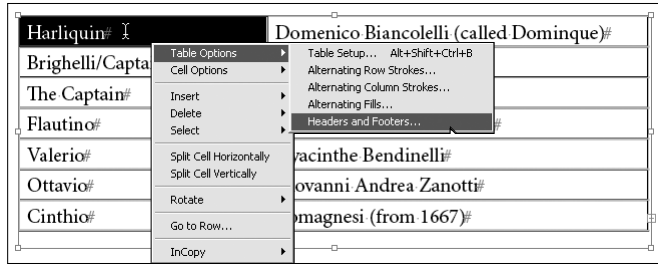 Harliquin# Domenico·Biancolelli·(called·Dominque)#
Brighelli/Capta
The·Captain#
Flautino# #
Valerio# yacinthe·Bendinelli#
Ottavio# ovanni·Andrea·Zanotti#
Cinthio# omagnesi·(from·1667)#
Table Options
Cell Options
Insert
Delete
Select
Split Cell Horizontally
Split Cell Vertically
Rotate
Go to Row...
InCopy
Table Setup... Alt+Shift+Ctrl+B
Alternating Row Strokes...
Alternating Column Strokes...
Alternating Fills...
Headers and Footers...